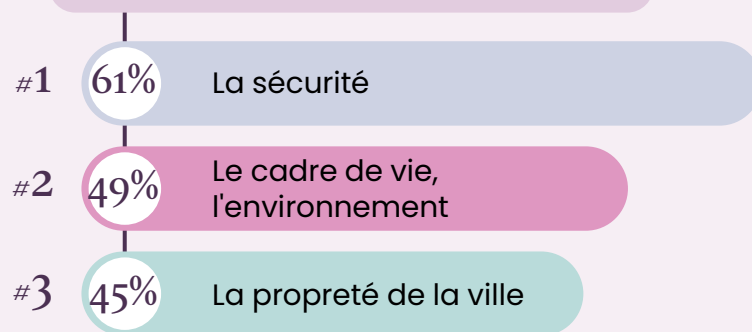 #1 61% La sécurité
#2 49% Le cadre de vie,
l'environnement
#3 45% La propreté de la ville